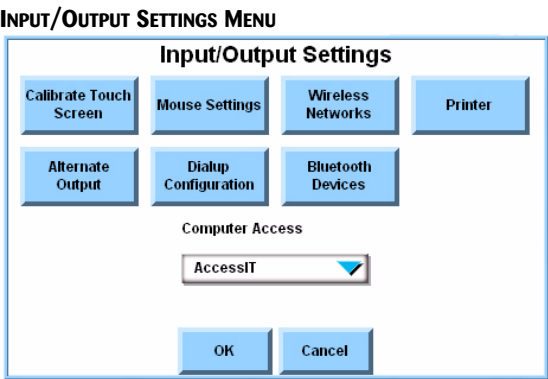 INPUT/OUTPUT SETTINGS MENU
Input/Output Settings
Calibrate Touch
Screen
Mouse Settings
Wireless
Networks
Printer
Alternate
Output
Dialup
Configuration
Bluetooth
Devices
Computer Access
AccessIT
OK
Cancel